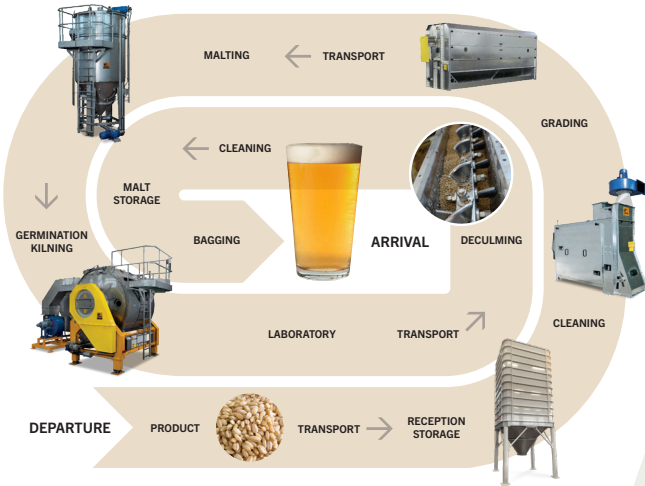 DEPARTURE
PRODUCT
TRANSPORT
RECEPTION
STORAGE
CLEANING
GRADING
TRANSPORT
MALTING
GERMINATION
KILNING
LABORATORY
TRANSPORT
DECULMING
CLEANING
MALT
STORAGE
BAGGING
ARRIVAL